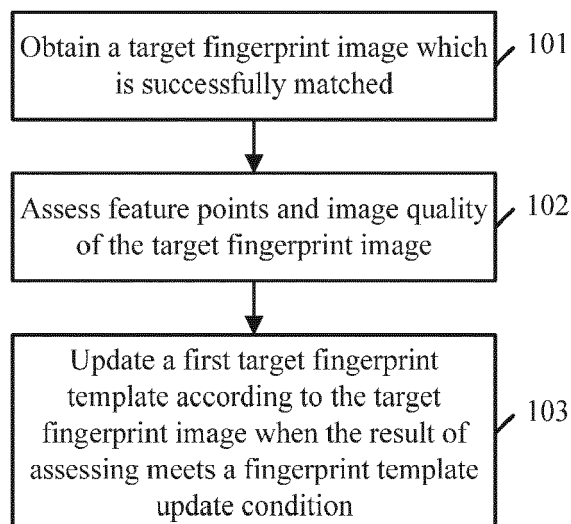 Obtain a target fingerprint image which
is successfully matched
101
Assess feature points and image quality
of the target fingerprint image
102
Update a first target fingerprint
template according to the target
fingerprint image when the result of
assessing meets a fingerprint template
update condition
103